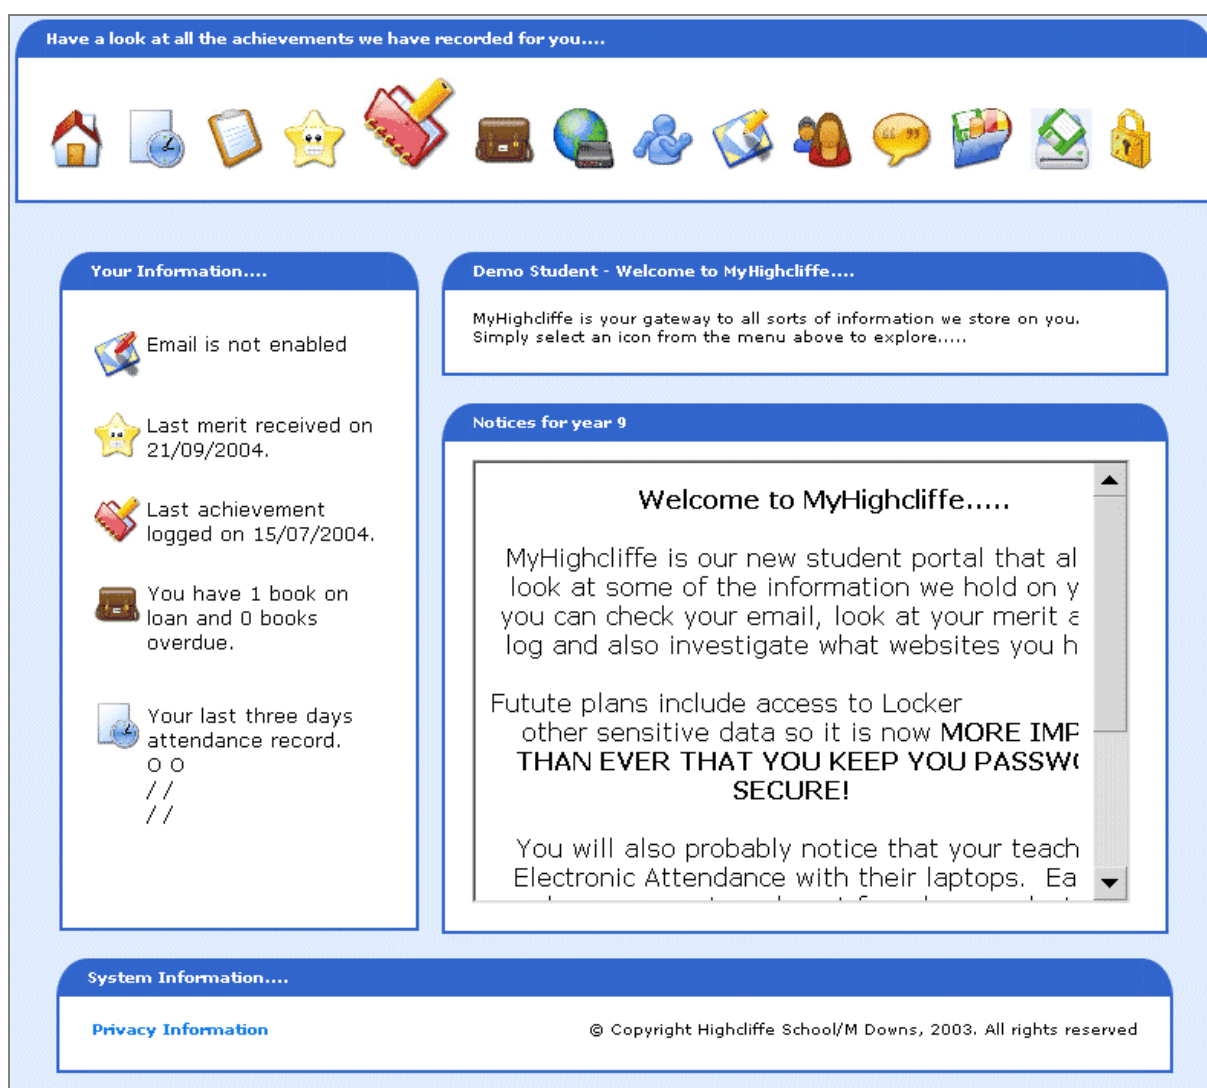 Have a look at all the achievements we have recorded for you....
Your Information....
Email is not enabled
Last merit received on
21/09/2004.
Last achievement
logged on 15/07/2004.
You have 1 book on
loan and 0 books
overdue.
Your last three days
attendance record.
O O
/ /
/ /
Demo Student - Welcome to MyHighcliffe....
MyHighcliffe is your gateway to all sorts of information we store on you.
Simply select an icon from the menu above to explore.....
Notices for year 9
Welcome to MyHighcliffe.....
MyHighcliffe is our new student portal that al
look at some of the information we hold on y
you can check your email, look at your merit a
log and also investigate what websites you h
Futute plans include access to Locker
other sensitive data so it is now MORE IMP
THAN EVER THAT YOU KEEP YOU PASSWO
SECURE!
You will also probably notice that your teach
Electronic Attendance with their laptops. Ea
System Information....
Privacy Information
© Copyright Highcliffe School/M Downs, 2003. All rights reserved